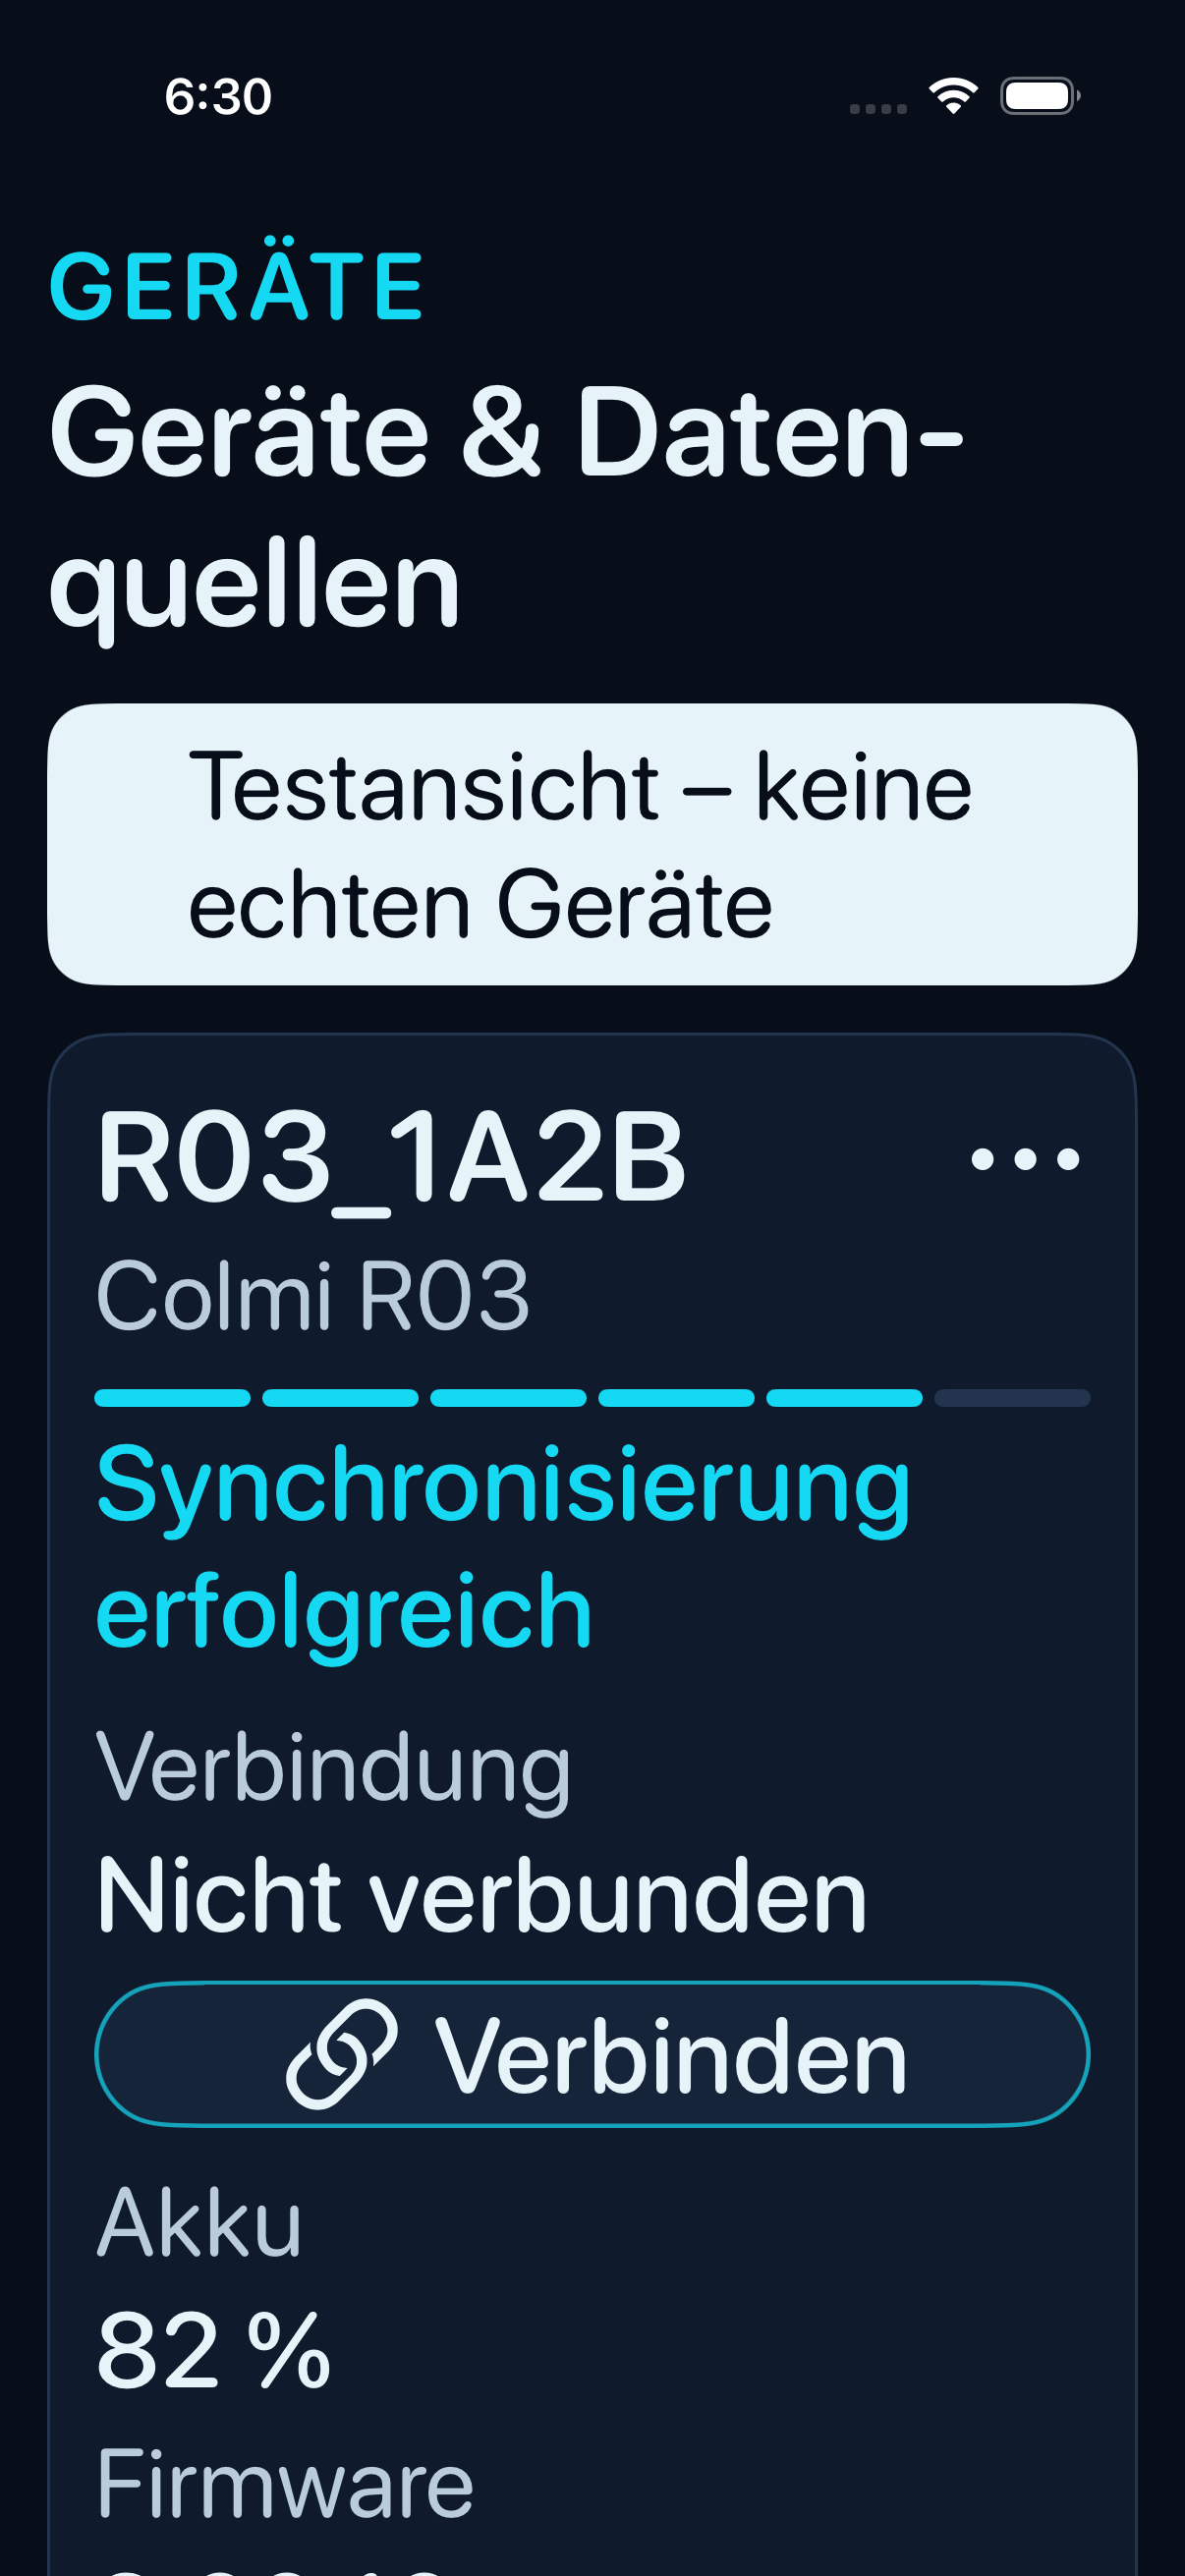 6:30
GERÄTE
Geräte & Daten-
quellen
Testansicht – keine
echten Geräte
R03_1A2B
Colmi R03
Synchronisierung
erfolgreich
Verbindung
Nicht verbunden
Verbinden
Akku
82 %
Firmware